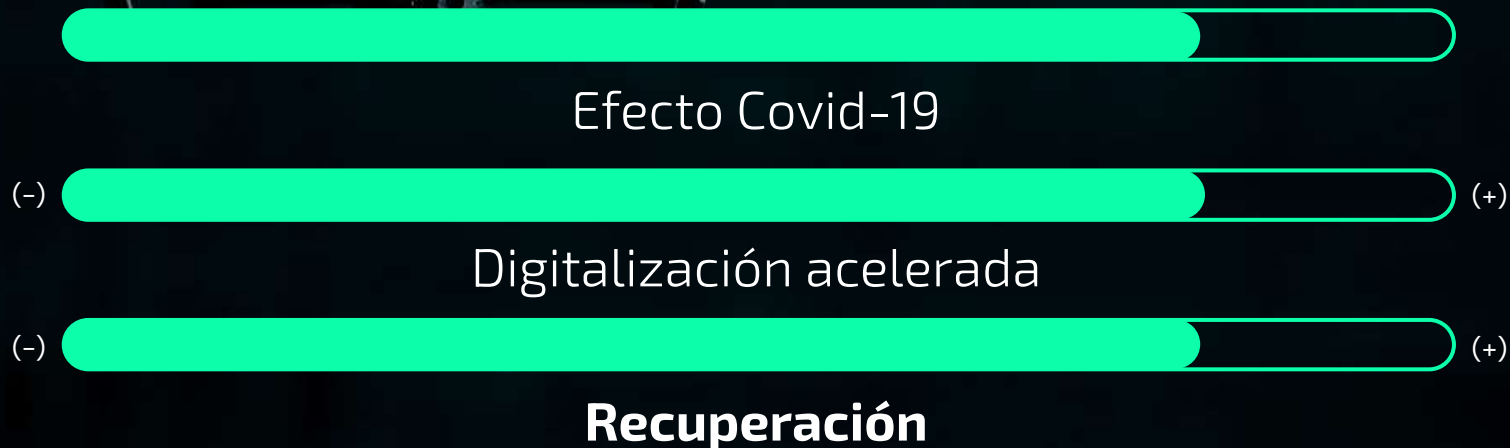 Efecto Covid-19
(-) (+)
Digitalización acelerada
(-) (+)
Recuperación